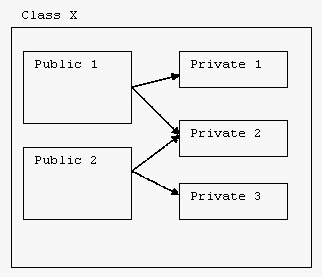 Class X
Public 1
Private 1
Private 2
Public 2
Private 3